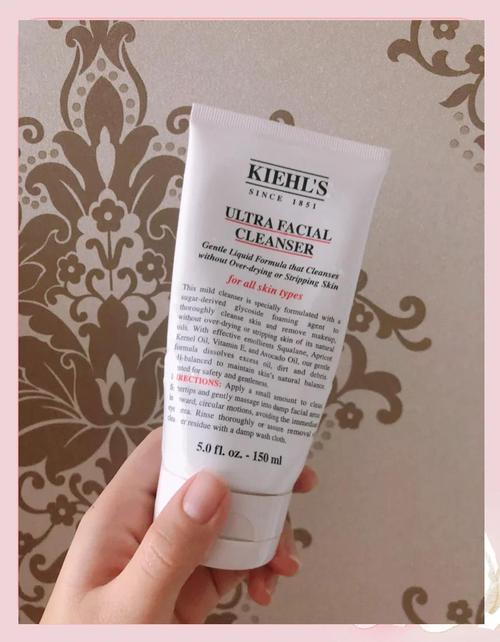 KIEHL'S
SINCE 1851
ULTRA FACIAL
CLEANSER
Gentle Liquid Formula that Cleanses
without Over-drying or Stripping Skin
for all skin types
This mild cleanser is specially formulated with a
sugar-derived glycoside foaming agent to
thoroughly cleanse skin and remove makeup,
without over-drying or stripping skin of its natural
oils. With effective emollients Squalane, Apricot
Kernel Oil, Vitamin E, and Avocado Oil, our gentle
formula dissolves excess oil, dirt and debris.
-balanced to maintain skin's natural balance
for safety and gentleness.
DIRECTIONS: Apply a small amount to clean
and gently massage into damp facial area
circular motions, avoiding the immediate
eye area. Rinse thoroughly or assure removal
residue with a damp wash cloth.
5.0 fl. oz. - 150 ml